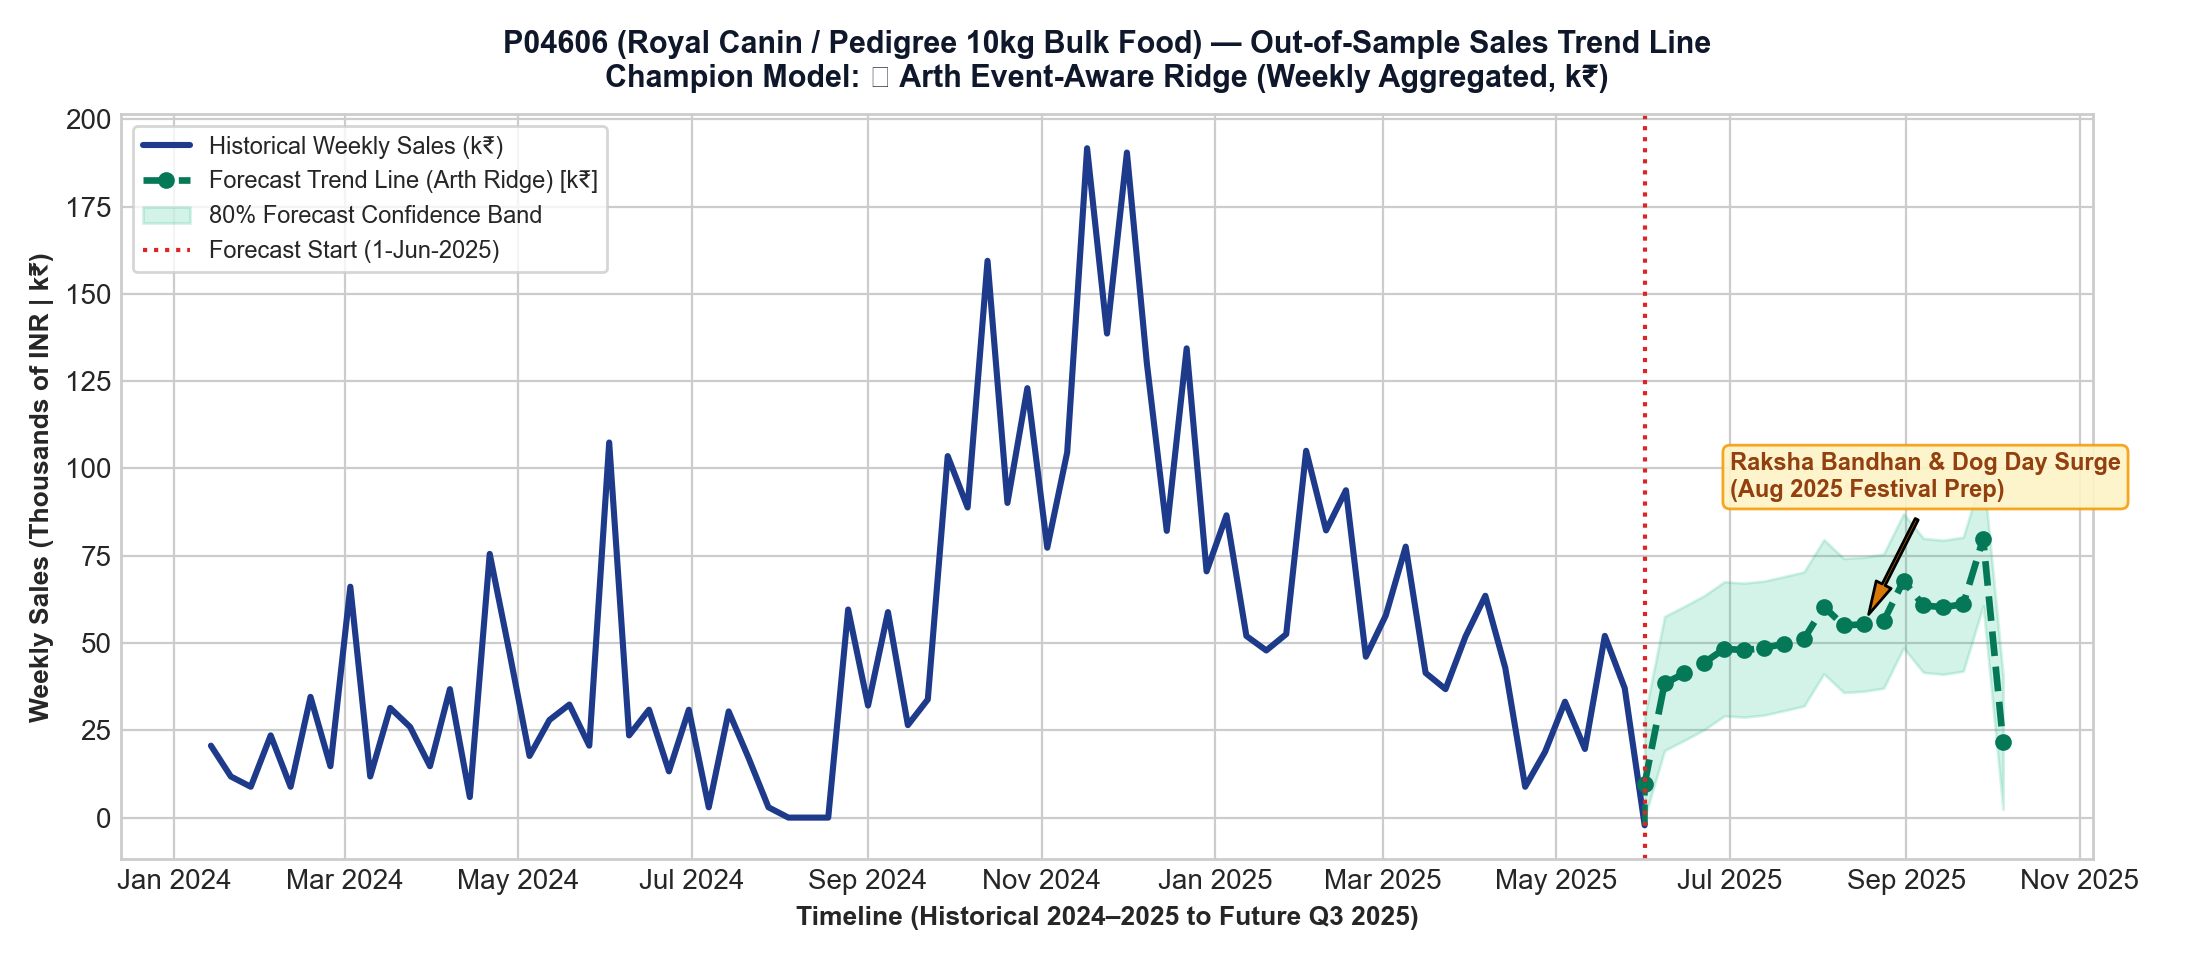 P04606 (Royal Canin / Pedigree 10kg Bulk Food) — Out-of-Sample Sales Trend Line
Champion Model: □ Arth Event-Aware Ridge (Weekly Aggregated, k₹)
Weekly Sales (Thousands of INR | k₹)
200
175
150
125
100
75
50
25
0
Historical Weekly Sales (k₹)
Forecast Trend Line (Arth Ridge) [k₹]
80% Forecast Confidence Band
Forecast Start (1-Jun-2025)
Raksha Bandhan & Dog Day Surge
(Aug 2025 Festival Prep)
Jan 2024 Mar 2024 May 2024 Jul 2024 Sep 2024 Nov 2024 Jan 2025 Mar 2025 May 2025 Jul 2025 Sep 2025 Nov 2025
Timeline (Historical 2024–2025 to Future Q3 2025)